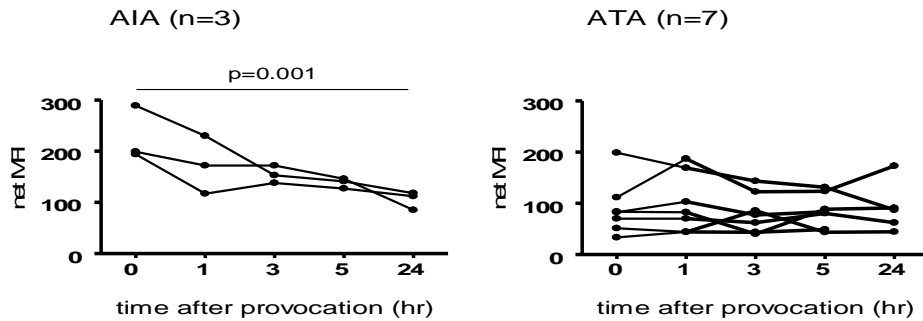 AIA (n=3)
ATA (n=7)
p=0.001
300
200
100
0
net MFI
0 1 3 5 24
time after provocation (hr)
300
200
100
0
net MFI
0 1 3 5 24
time after provocation (hr)